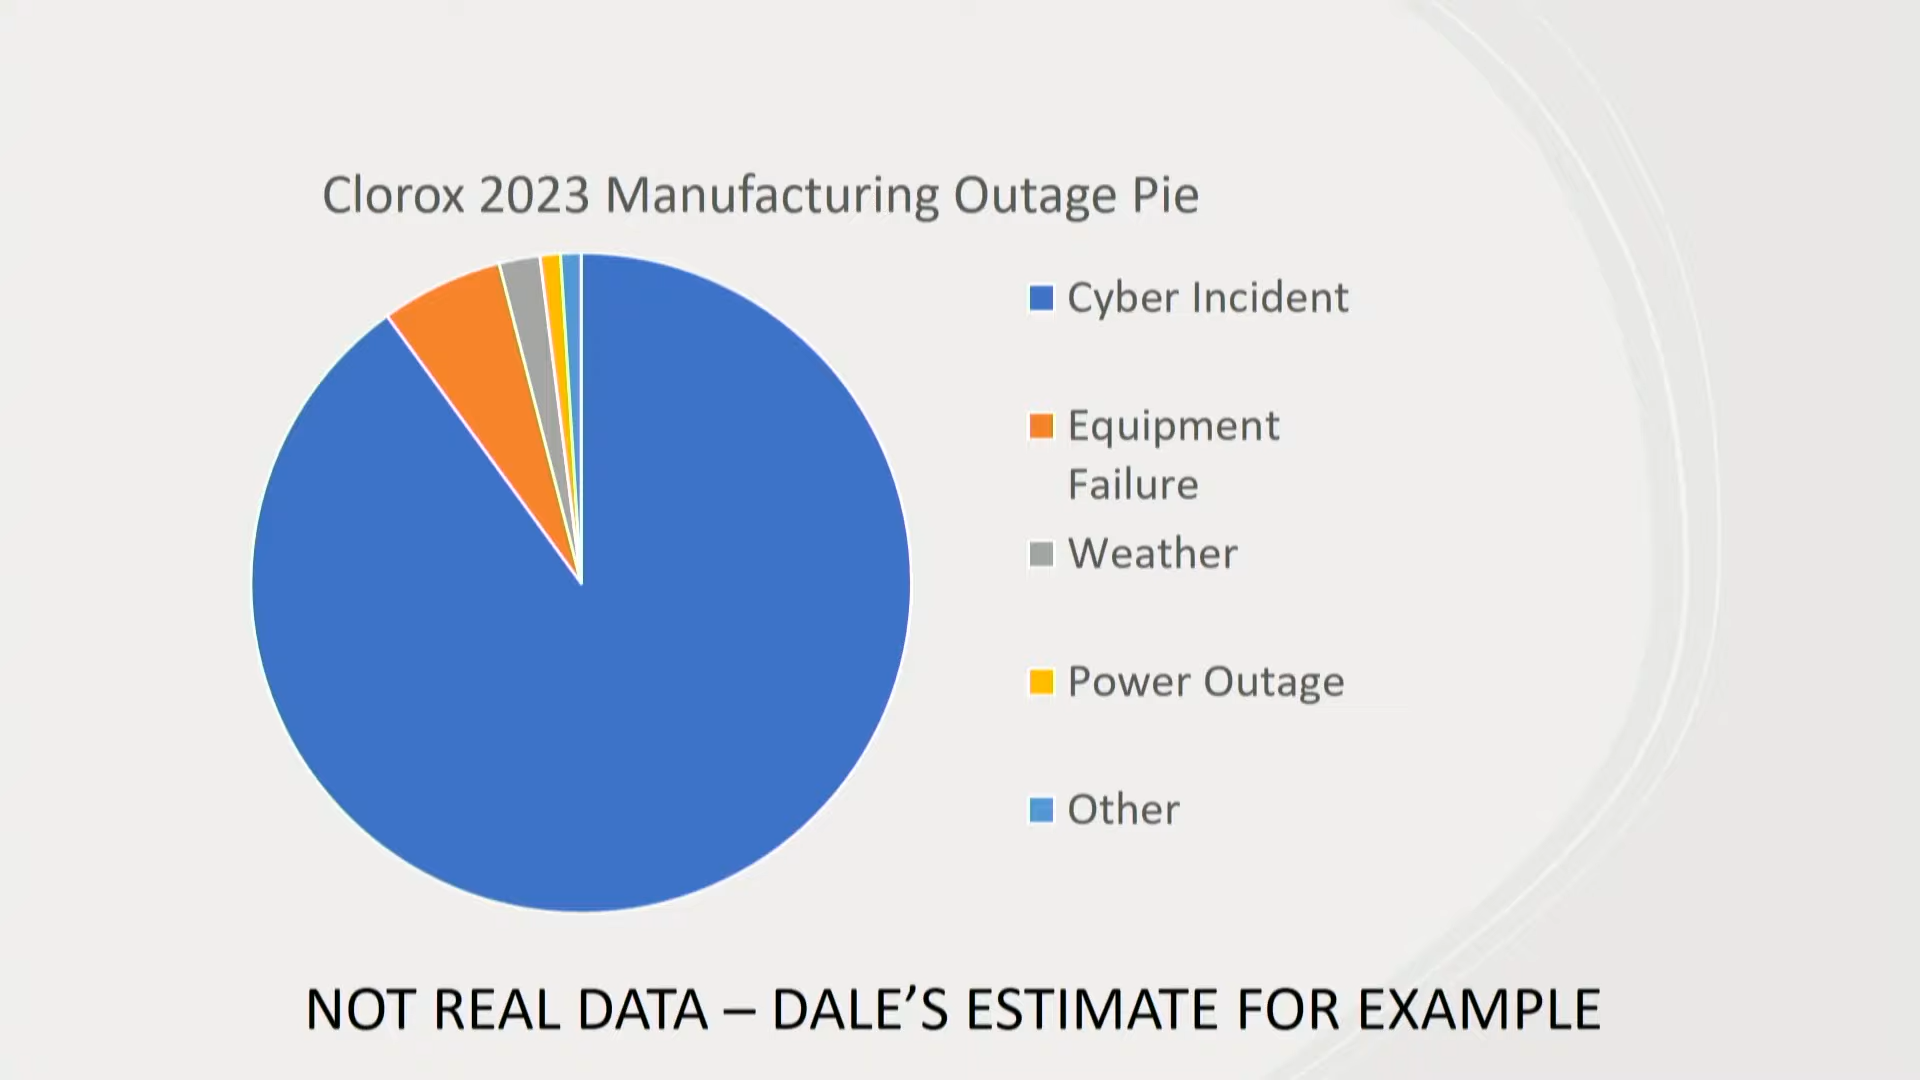 Clorox 2023 Manufacturing Outage Pie
Cyber Incident
Equipment
Failure
Weather
Power Outage
Other
NOT REAL DATA – DALE’S ESTIMATE FOR EXAMPLE